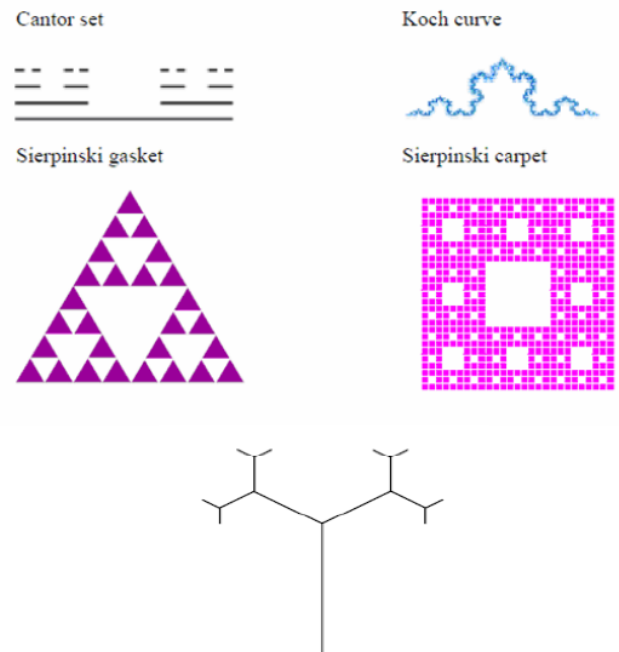 Cantor set
Koch curve
Sierpinski gasket
Sierpinski carpet